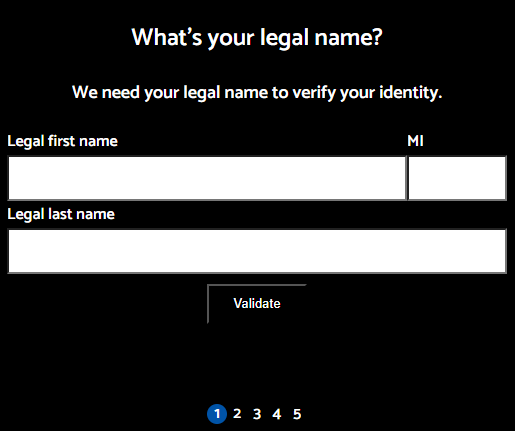 What's your legal name?
We need your legal name to verify your identity.
Legal first name MI
Legal last name
Validate
1 2 3 4 5